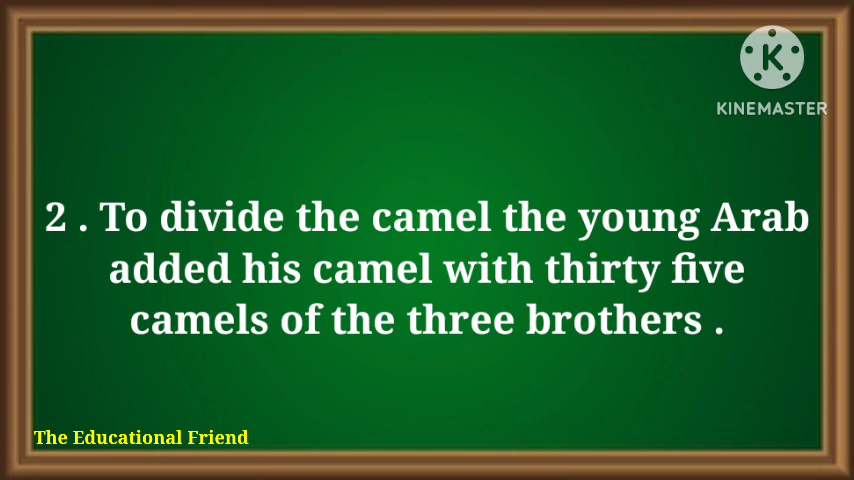 K
KINEMASTER
2 . To divide the camel the young Arab
added his camel with thirty five
camels of the three brothers .
The Educational Friend